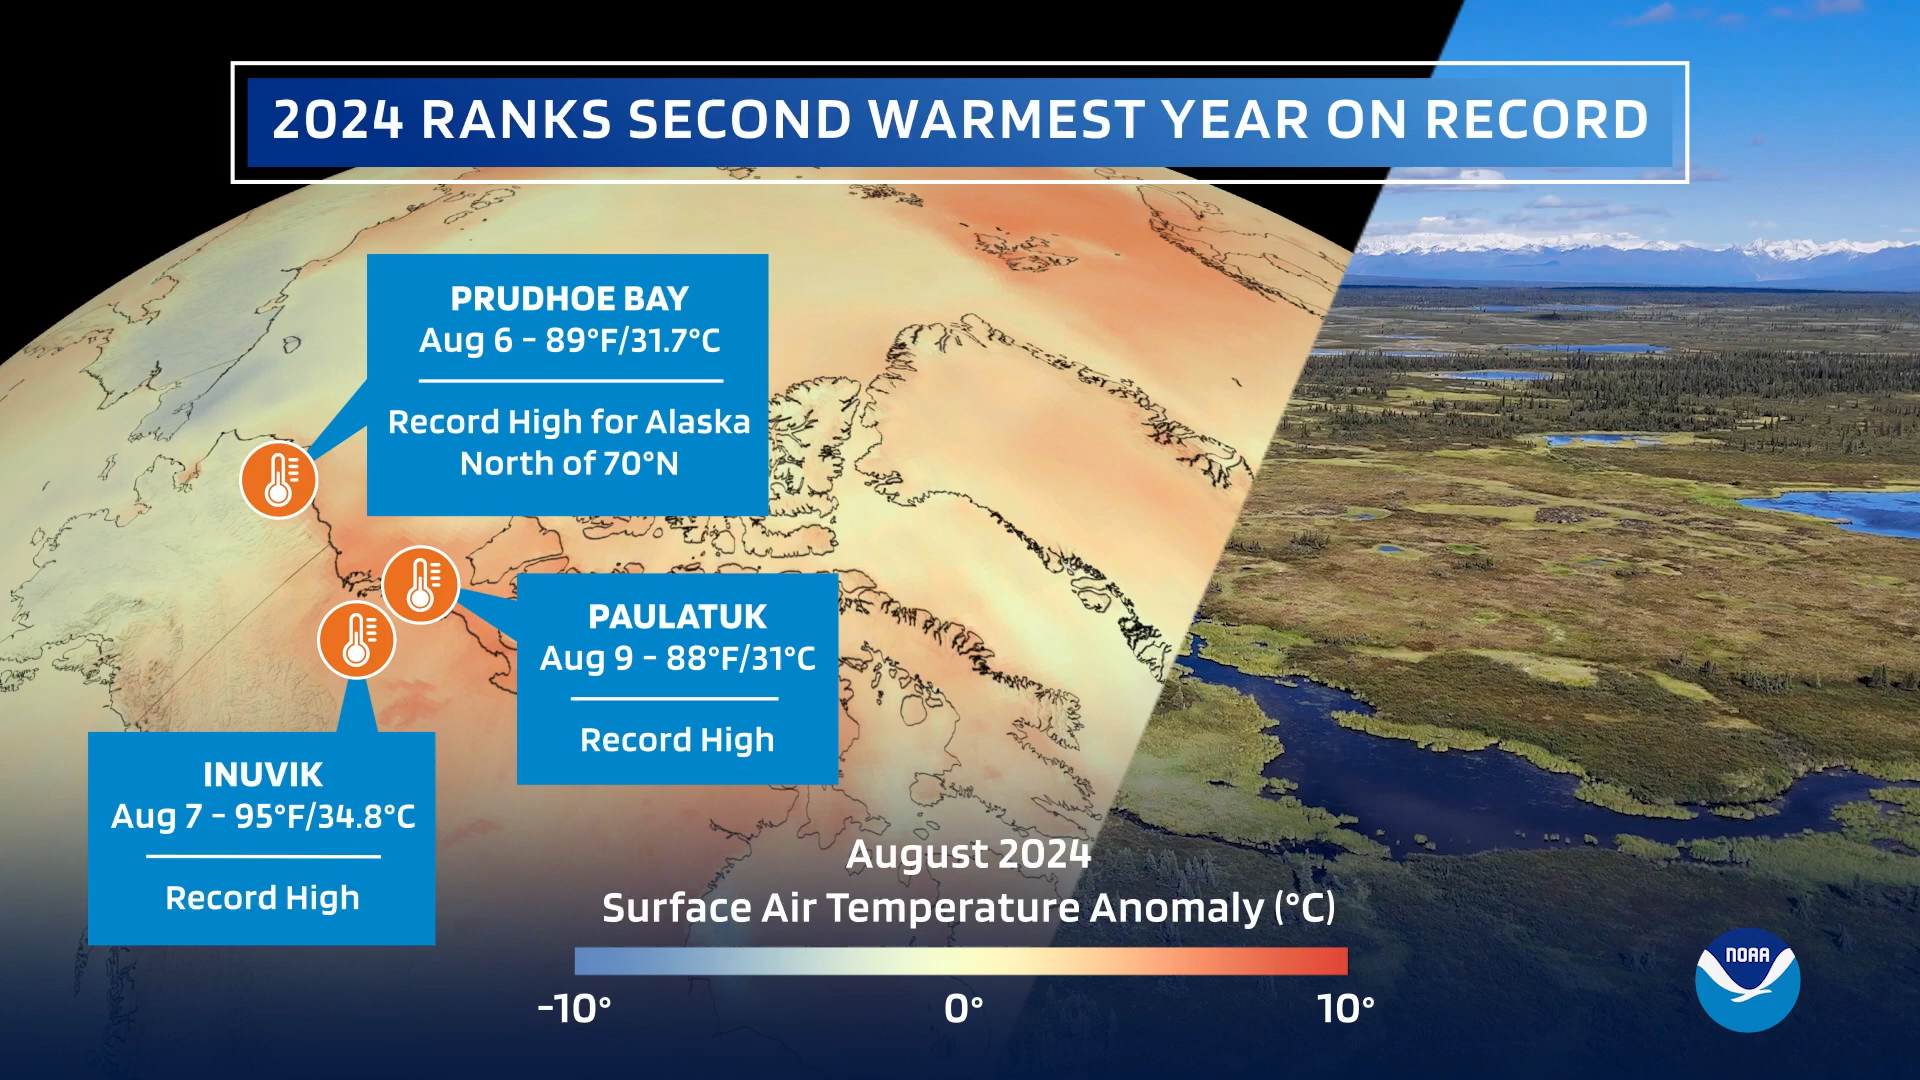 2024 RANKS SECOND WARMEST YEAR ON RECORD
PRUDHOE BAY
Aug 6 - 89°F/31.7°C
Record High for Alaska
North of 70°N
PAULATUK
Aug 9 - 88°F/31°C
Record High
INUVIK
Aug 7 - 95°F/34.8°C
Record High
August 2024
Surface Air Temperature Anomaly (°C)
-10° 0° 10°
NOAA